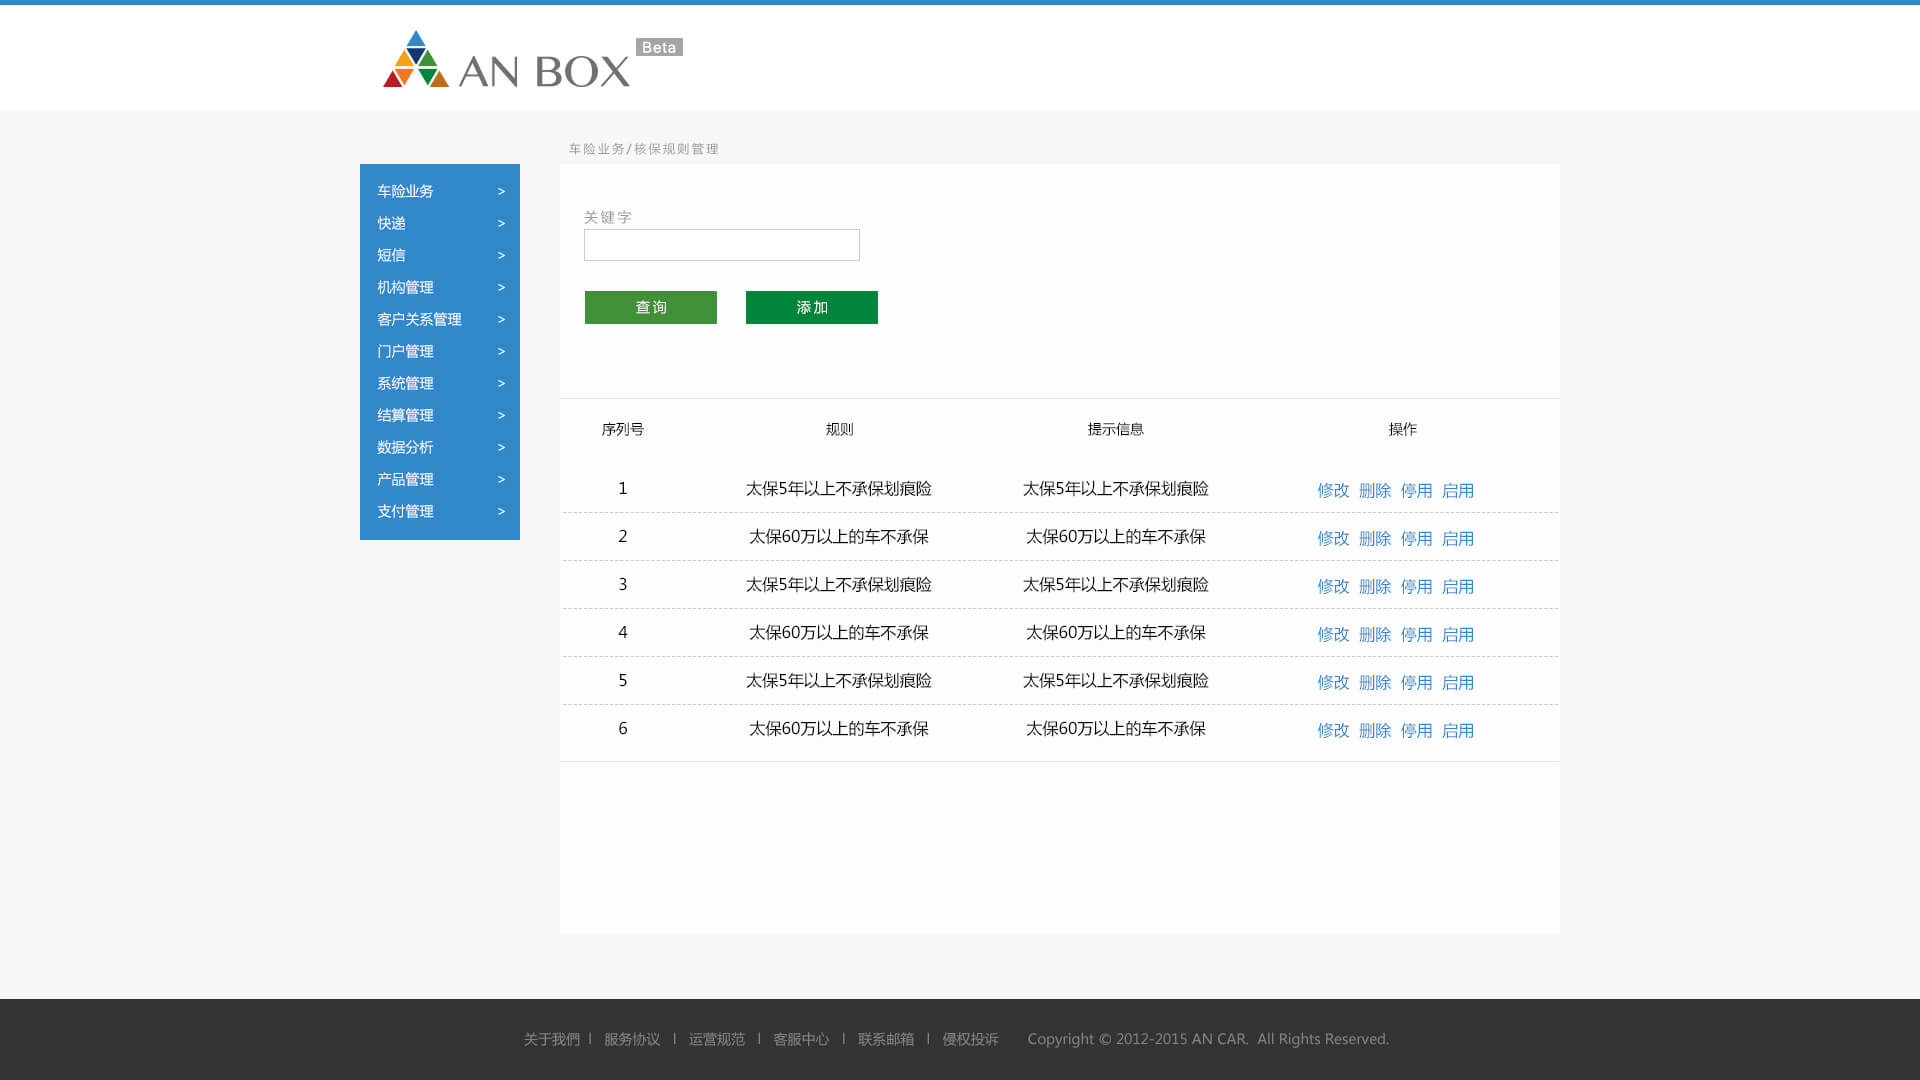 AN BOX Beta
车险业务/核保规则管理
车险业务 >
快递 >
短信 >
机构管理 >
客户关系管理 >
门户管理 >
系统管理 >
结算管理 >
数据分析 >
产品管理 >
支付管理 >
关键字
查询 添加
序列号 规则 提示信息 操作
1 太保5年以上不承保划痕险 太保5年以上不承保划痕险 修改 删除 停用 启用
2 太保60万以上的车不承保 太保60万以上的车不承保 修改 删除 停用 启用
3 太保5年以上不承保划痕险 太保5年以上不承保划痕险 修改 删除 停用 启用
4 太保60万以上的车不承保 太保60万以上的车不承保 修改 删除 停用 启用
5 太保5年以上不承保划痕险 太保5年以上不承保划痕险 修改 删除 停用 启用
6 太保60万以上的车不承保 太保60万以上的车不承保 修改 删除 停用 启用
关于我們 | 服务协议 | 运营规范 | 客服中心 | 联系邮箱 | 侵权投诉 Copyright © 2012-2015 AN CAR. All Rights Reserved.